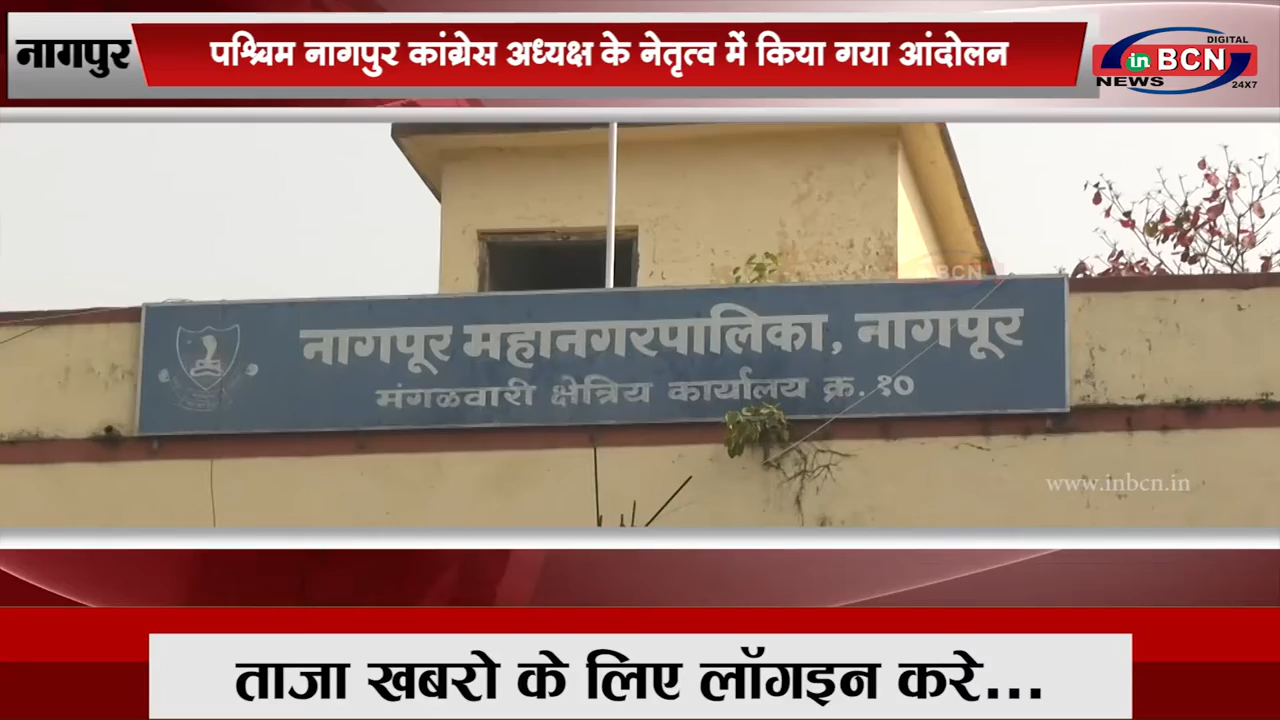 नागपुर
पश्चिम नागपुर कांग्रेस अध्यक्ष के नेतृत्व में किया गया आंदोलन
DIGITAL
in BCN
NEWS
24X7
BCN
नागपूर महानगरपालिका, नागपूर
मंगळवारी क्षेत्रिय कार्यालय क्र. १०
www.inbcn.in
ताजा खबरो के लिए लॉगइन करे...